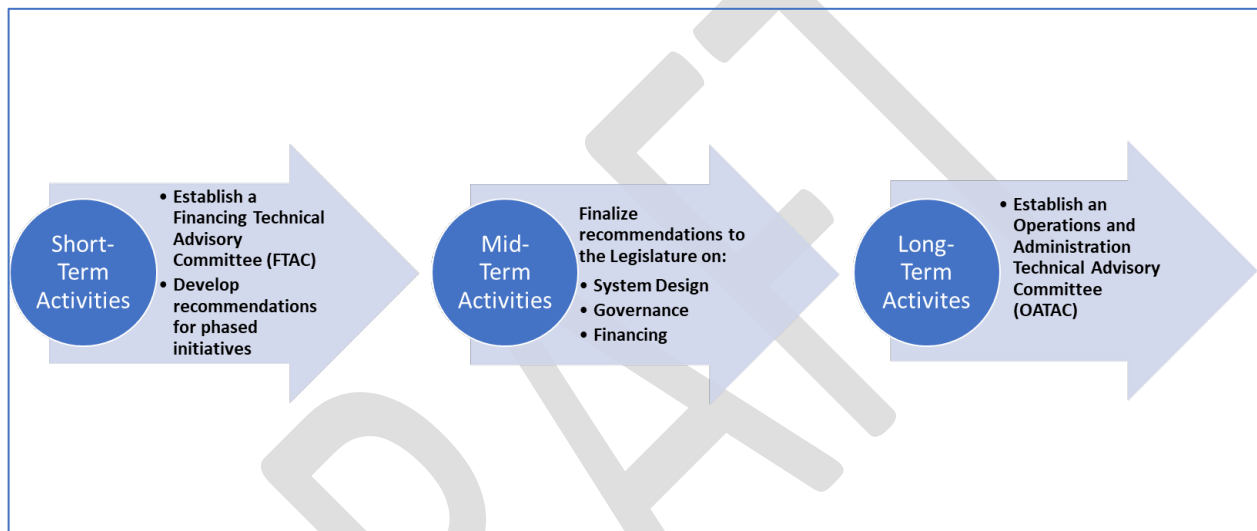 Short-
Term
Activities
• Establish a
Financing Technical
Advisory
Committee (FTAC)
• Develop
recommendations
for phased
initiatives
Mid-
Term
Activities
Finalize
recommendations to
the Legislature on:
• System Design
• Governance
• Financing
Long-
Term
Activites
• Establish an
Operations and
Administration
Technical Advisory
Committee
(OATAC)
DRAFT